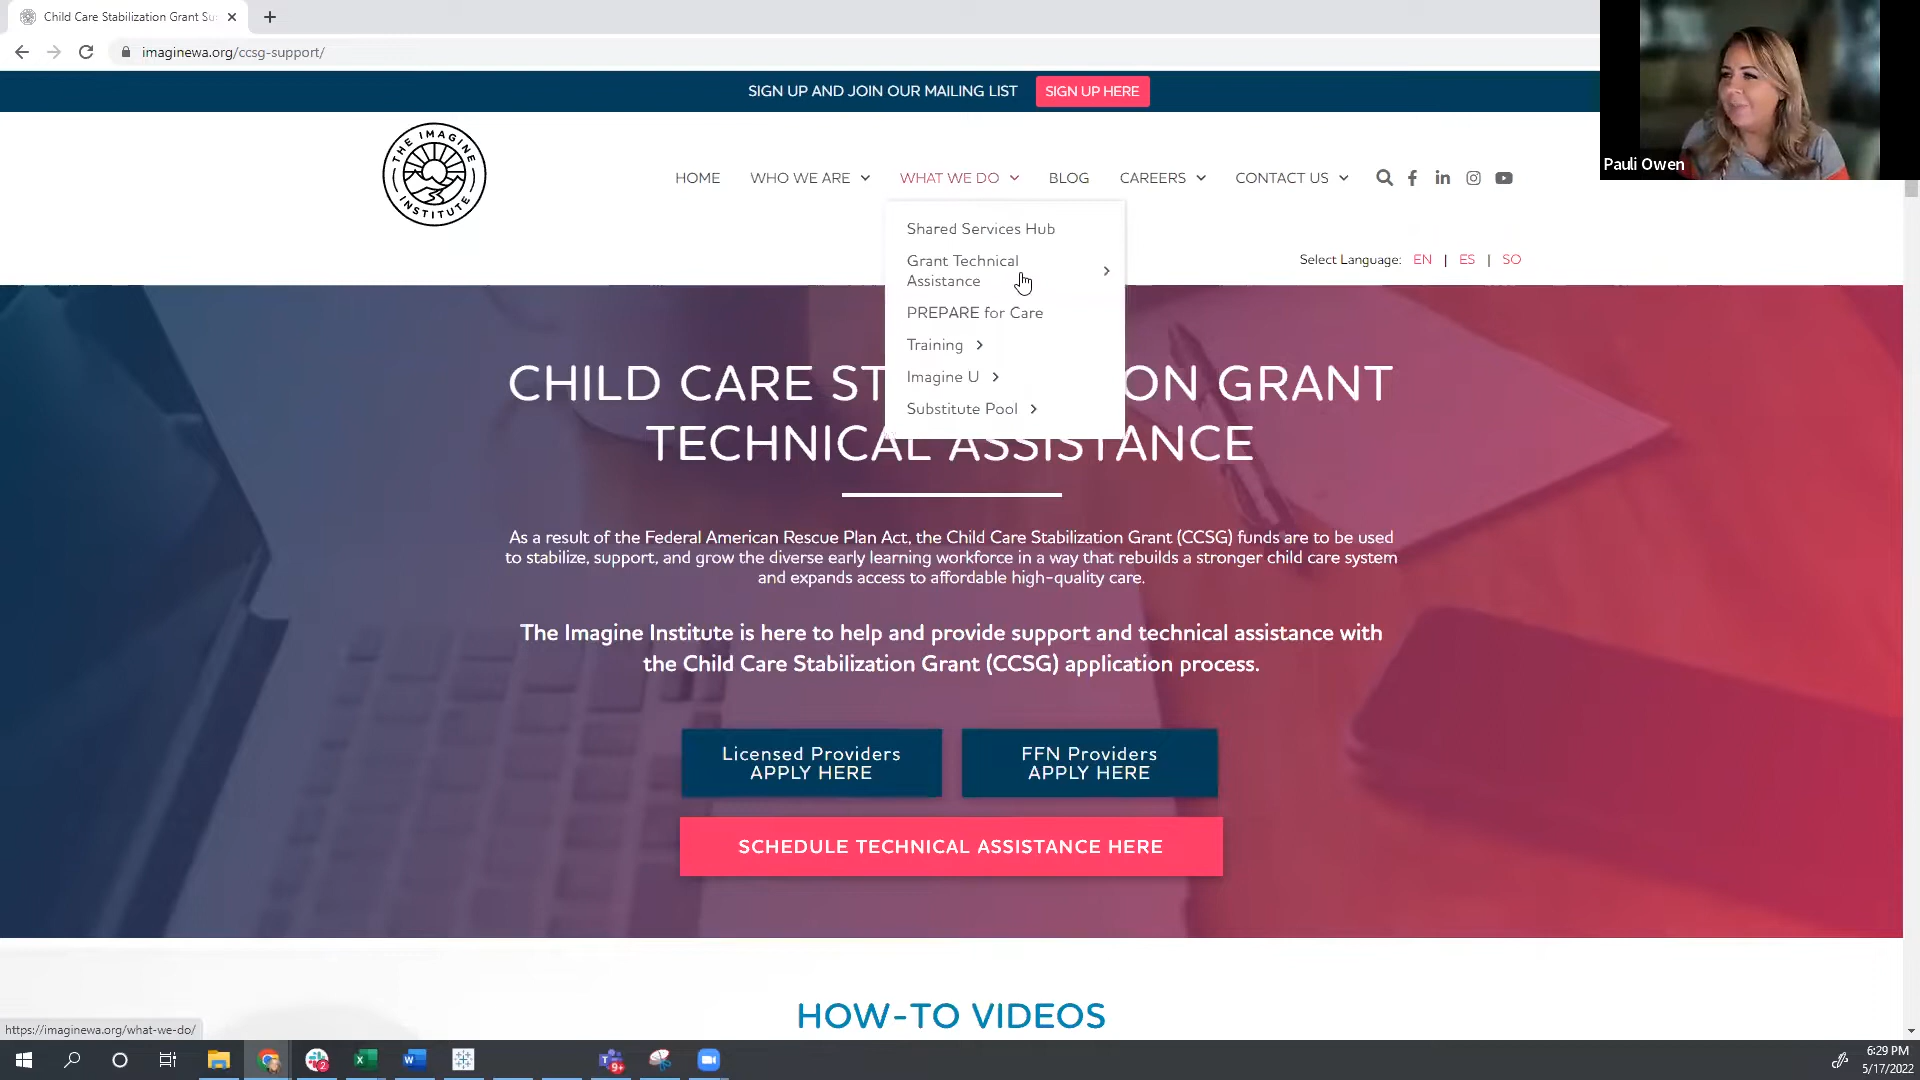 Child Care Stabilization Grant Su
imaginewa.org/ccsg-support/
SIGN UP AND JOIN OUR MAILING LIST
SIGN UP HERE
Pauli Owen
THE IMAGINE INSTITUTE
HOME
WHO WE ARE
WHAT WE DO
BLOG
CAREERS
CONTACT US
Shared Services Hub
Grant Technical
Assistance
PREPARE for Care
Training
Imagine U
Substitute Pool
Select Language: EN | ES | SO
CHILD CARE ST ON GRANT
TECHNICAL ASSISTANCE
As a result of the Federal American Rescue Plan Act, the Child Care Stabilization Grant (CCSG) funds are to be used
to stabilize, support, and grow the diverse early learning workforce in a way that rebuilds a stronger child care system
and expands access to affordable high-quality care.
The Imagine Institute is here to help and provide support and technical assistance with
the Child Care Stabilization Grant (CCSG) application process.
Licensed Providers
APPLY HERE
FFN Providers
APPLY HERE
SCHEDULE TECHNICAL ASSISTANCE HERE
HOW-TO VIDEOS
https://imaginewa.org/what-we-do/
2
9+
6:29 PM
5/17/2022